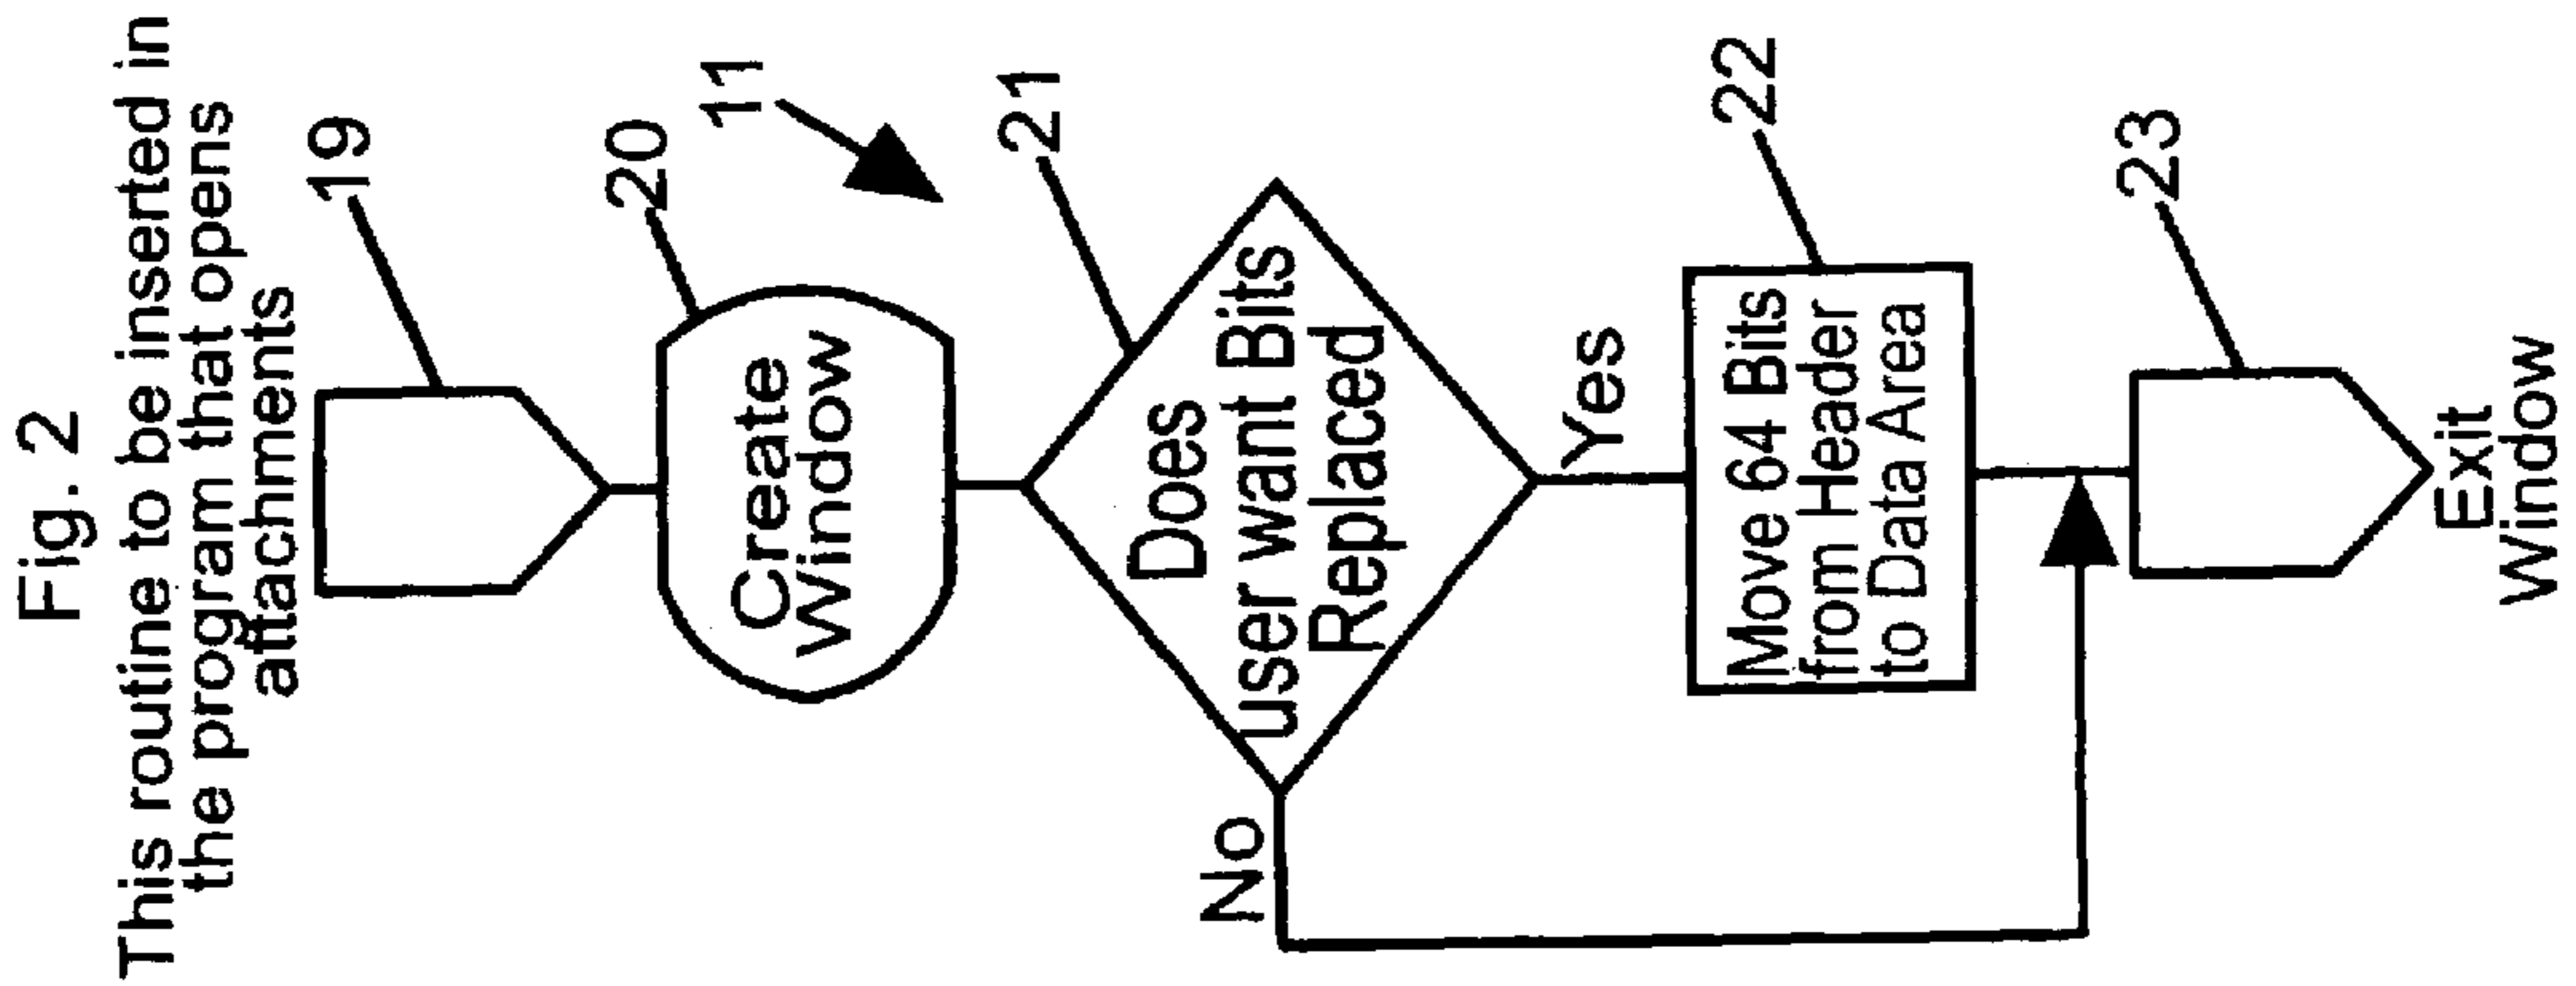 Fig. 2
This routine to be inserted in
the program that opens
attachments
19
20
Create
Window
11
21
Does
user want Bits
Replaced
No
Yes
22
Move 64 Bits
from Header
to Data Area
23
Exit
Window